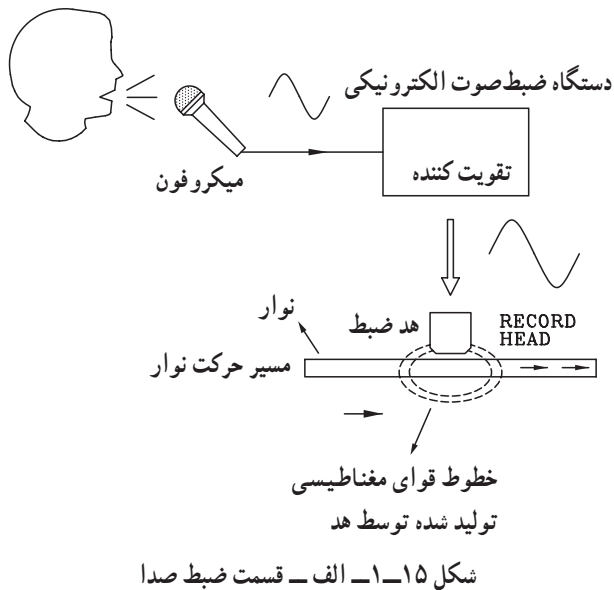 دستگاه ضبط‌صوت الکترونیکی
تقویت کننده
میکروفون
نوار
هد ضبط
RECORD
HEAD
مسیر حرکت نوار
خطوط قوای مغناطیسی
تولید شده توسط هد
شکل ۱۵ــ۱ــ الف ــ قسمت ضبط صدا